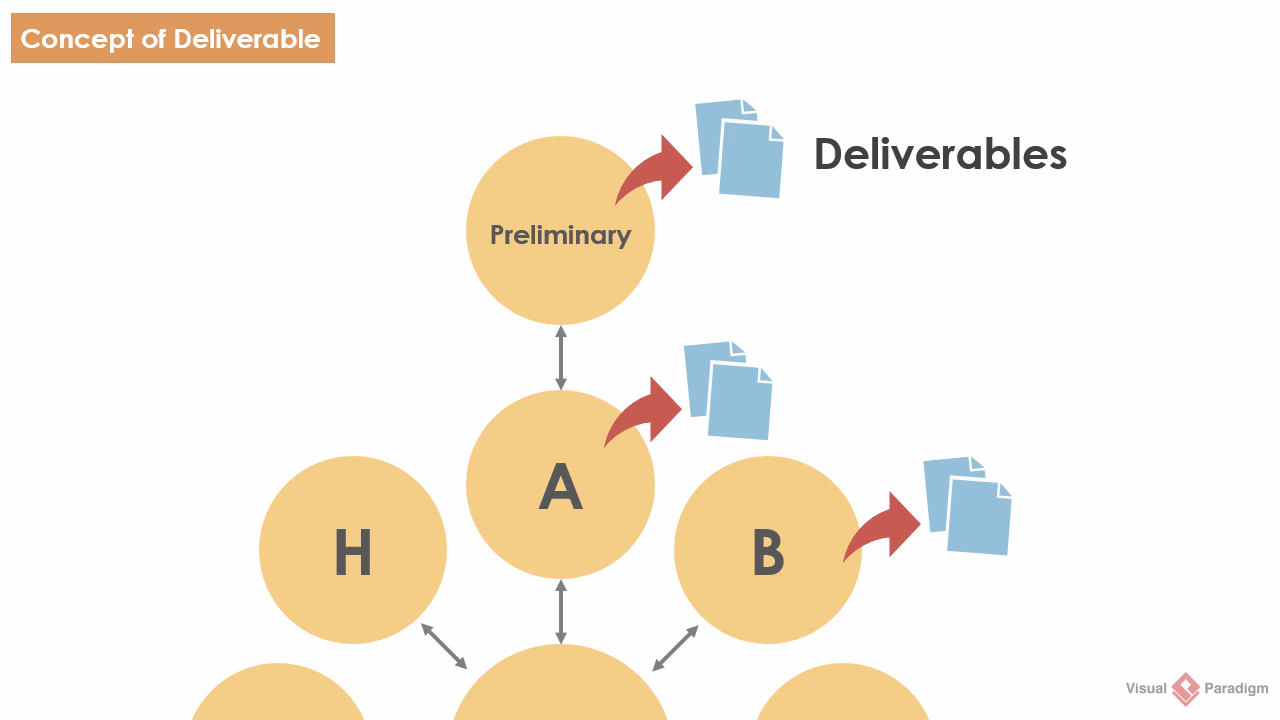 Concept of Deliverable
Deliverables
Preliminary
A
H
B
Visual Paradigm